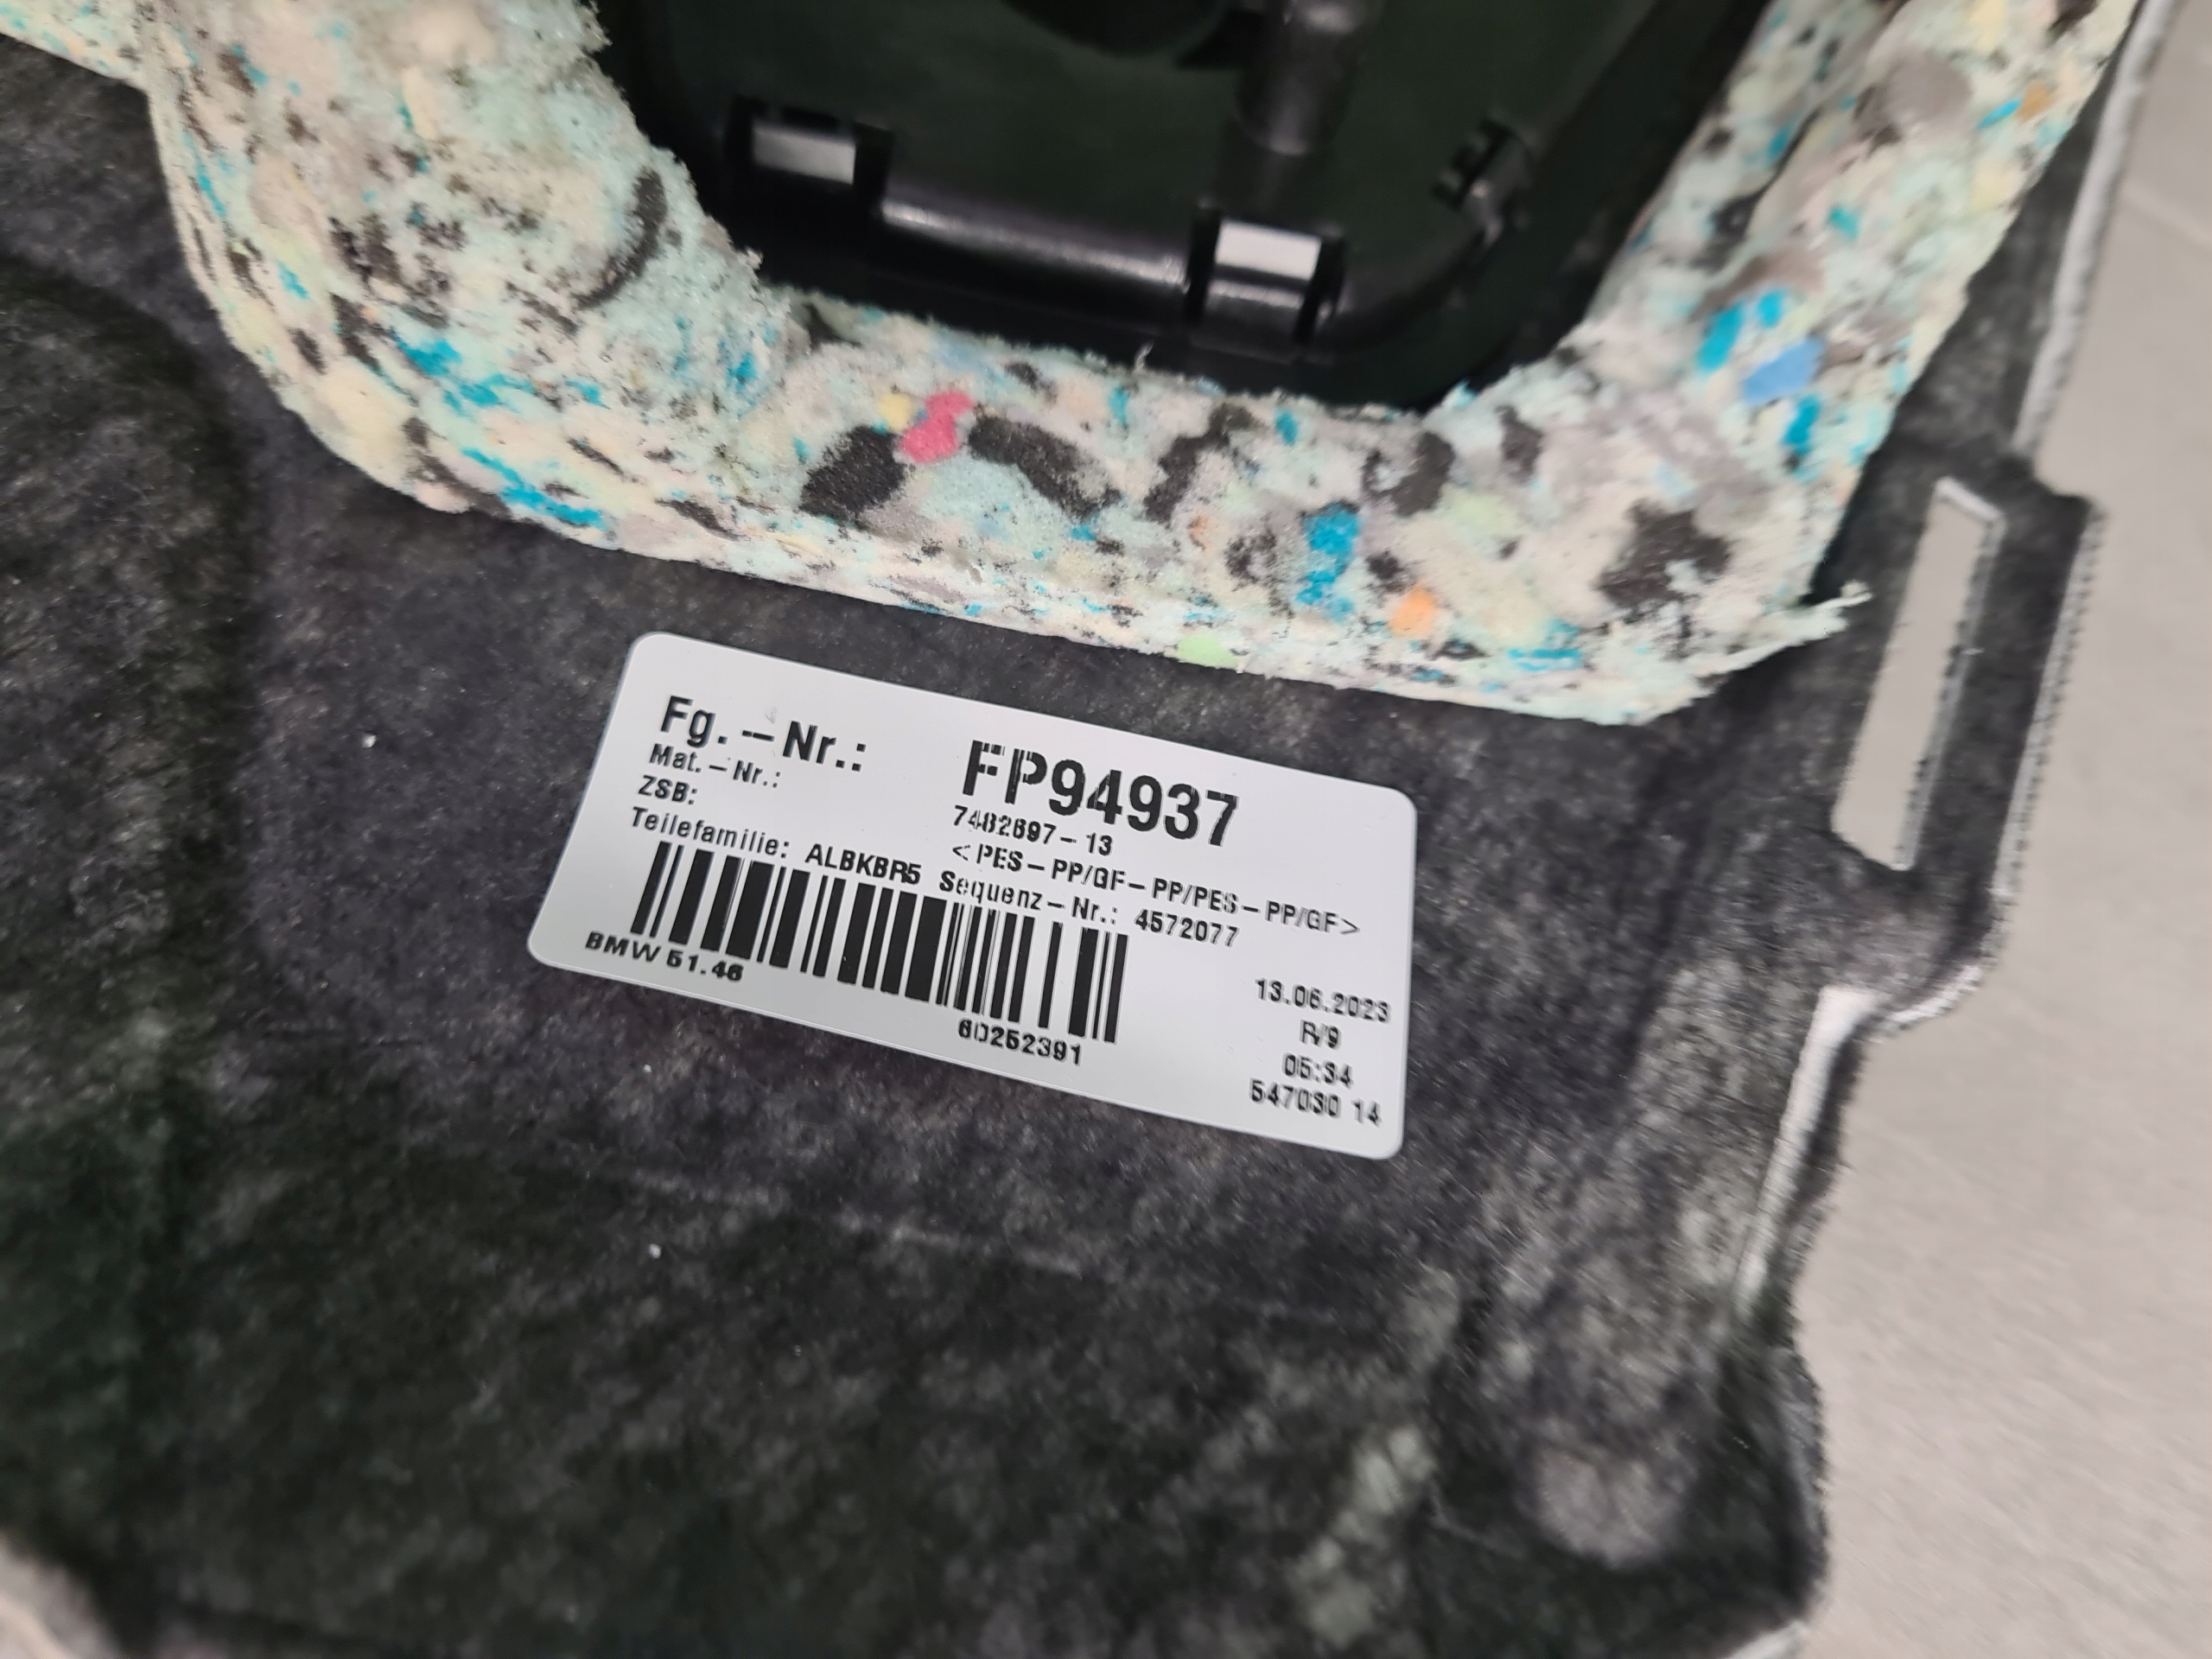 Fg.-Nr.: FP94937
Mat.-Nr.: 7482697-13
ZSB: <PES-PP/GF-PP/PES-PP/GF>
Teilefamilie: ALBKBR5 Sequenz-Nr.: 4572077
BMW 51.46
60252391
13.06.2023
R/9
05:34
547030 14